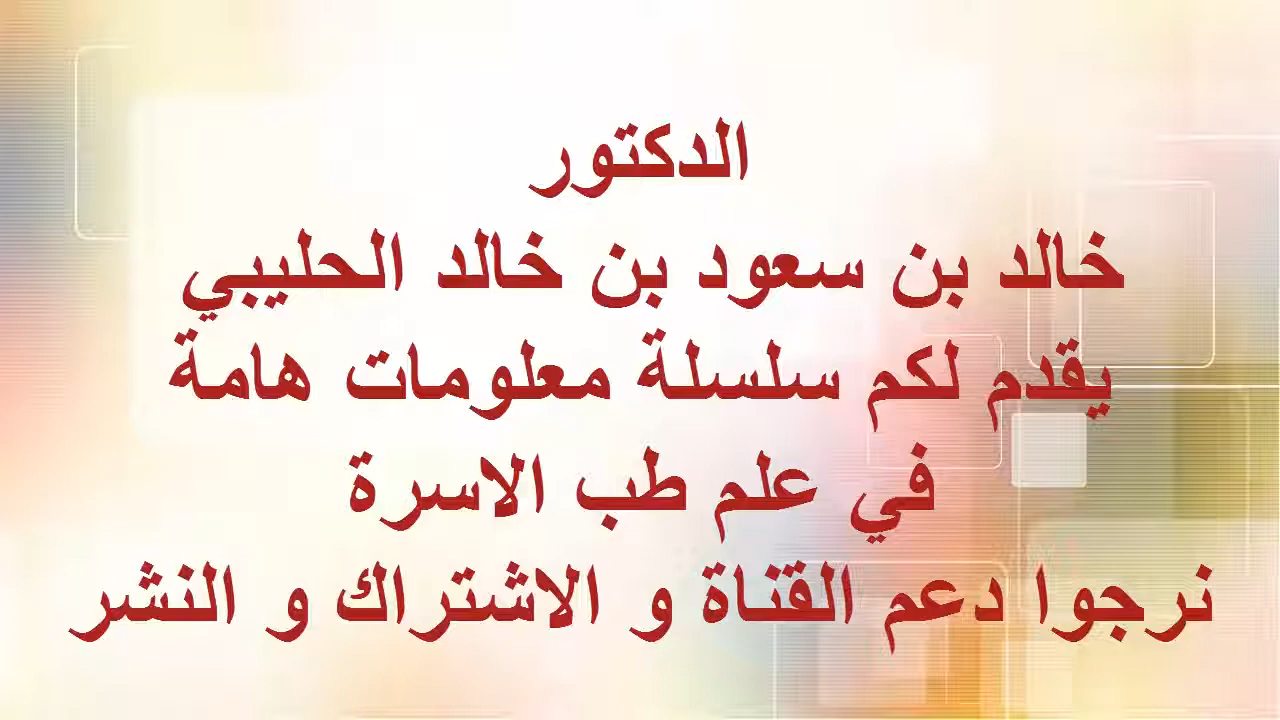 الدكتور
خالد بن سعود بن خالد الحليبي
يقدم لكم سلسلة معلومات هامة
في علم طب الاسرة
نرجوا دعم القناة و الاشتراك و النشر